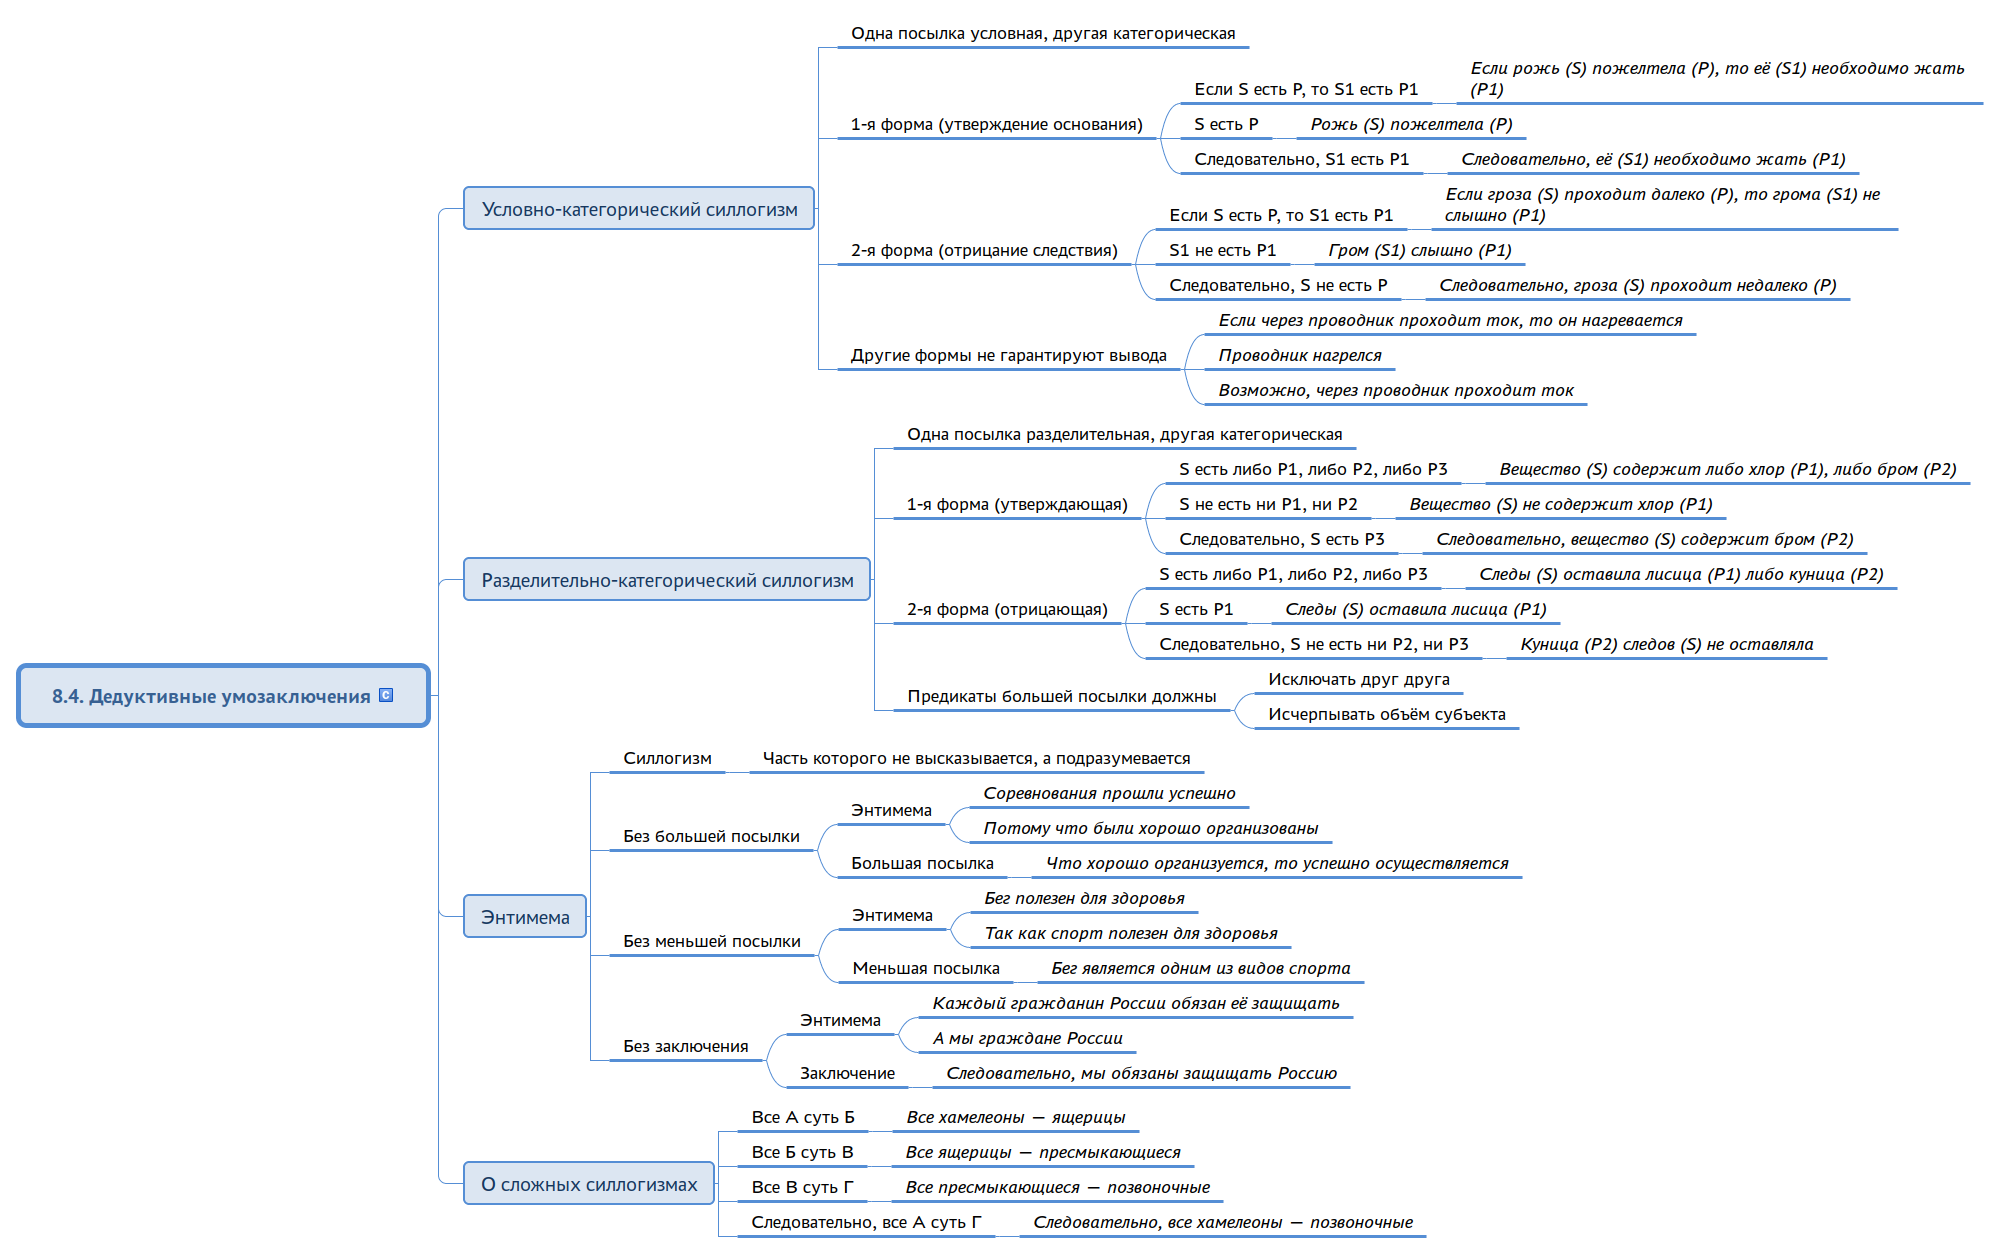 Одна посылка условная, другая категорическая
Если рожь (S) пожелтела (P), то её (S1) необходимо жать
(P1)
Если S есть P, то S1 есть P1
1-я форма (утверждение основания)
S есть P
Рожь (S) пожелтела (P)
Следовательно, S1 есть P1
Следовательно, её (S1) необходимо жать (P1)
Условно-категорический силлогизм
Если гроза (S) проходит далеко (P), то грома (S1) не
слышно (P1)
Если S есть P, то S1 есть P1
2-я форма (отрицание следствия)
S1 не есть P1
Гром (S1) слышно (P1)
Следовательно, S не есть P
Следовательно, гроза (S) проходит недалеко (P)
Если через проводник проходит ток, то он нагревается
Другие формы не гарантируют вывода
Проводник нагрелся
Возможно, через проводник проходит ток
Одна посылка разделительная, другая категорическая
S есть либо P1, либо P2, либо P3
Вещество (S) содержит либо хлор (P1), либо бром (P2)
1-я форма (утверждающая)
S не есть ни P1, ни P2
Вещество (S) не содержит хлор (P1)
Следовательно, S есть P3
Следовательно, вещество (S) содержит бром (P2)
Разделительно-категорический силлогизм
S есть либо P1, либо P2, либо P3
Следы (S) оставила лисица (P1) либо куница (P2)
2-я форма (отрицающая)
S есть P1
Следы (S) оставила лисица (P1)
Следовательно, S не есть ни P2, ни P3
Куница (P2) следов (S) не оставляла
Предикаты большей посылки должны
Исключать друг друга
Исчерпывать объём субъекта
8.4. Дедуктивные умозаключения
C
Силлогизм
Часть которого не высказывается, а подразумевается
Без большей посылки
Энтимема
Соревнования прошли успешно
Потому что были хорошо организованы
Большая посылка
Что хорошо организуется, то успешно осуществляется
Энтимема
Без меньшей посылки
Энтимема
Бег полезен для здоровья
Так как спорт полезен для здоровья
Меньшая посылка
Бег является одним из видов спорта
Без заключения
Энтимема
Каждый гражданин России обязан её защищать
А мы граждане России
Заключение
Следовательно, мы обязаны защищать Россию
О сложных силлогизмах
Все А суть Б
Все хамелеоны — ящерицы
Все Б суть В
Все ящерицы — пресмыкающиеся
Все В суть Г
Все пресмыкающиеся — позвоночные
Следовательно, все А суть Г
Следовательно, все хамелеоны — позвоночные